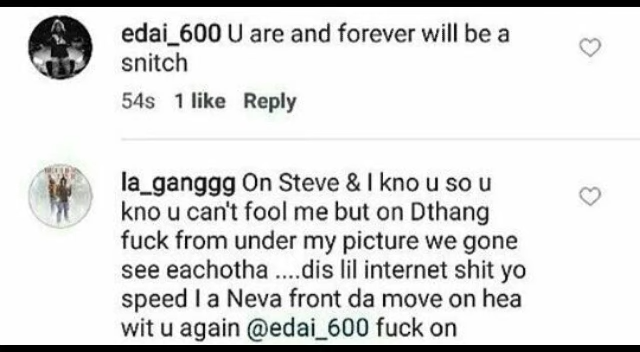 edai_600 U are and forever will be a
snitch
54s 1 like Reply
la_ganggg On Steve & I kno u so u
kno u can't fool me but on Dthang
fuck from under my picture we gone
see eachotha ....dis lil internet shit yo
speed I a Neva front da move on hea
wit u again @edai_600 fuck on